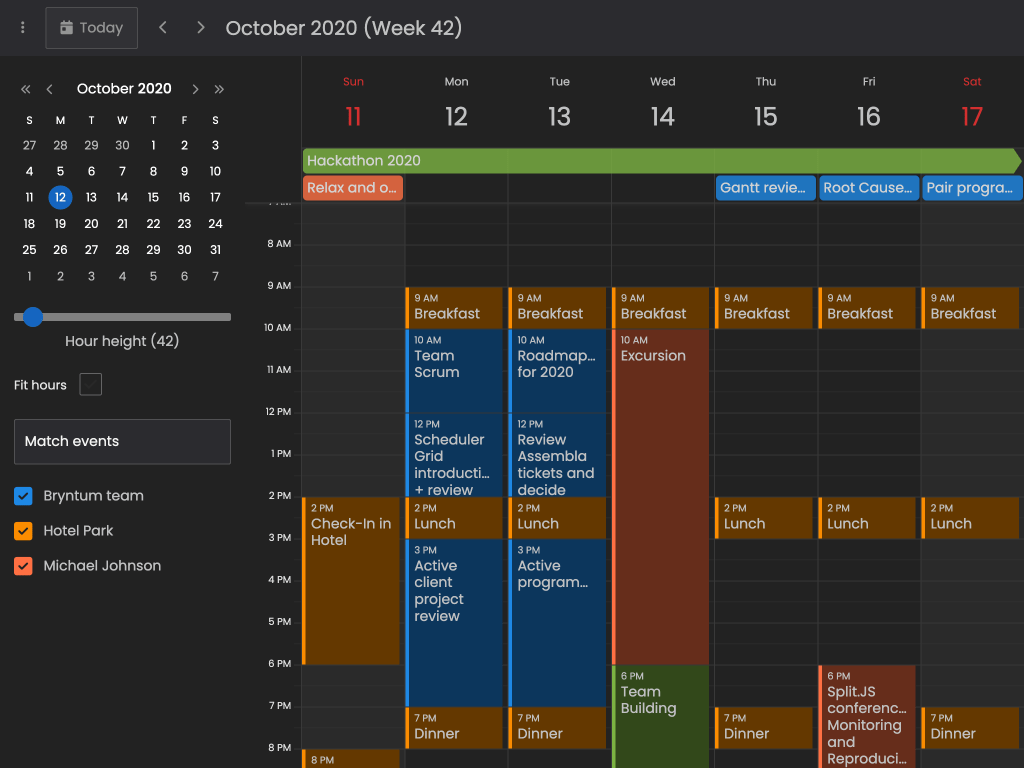 Today
October 2020 (Week 42)
October 2020
S M T W T F S
27 28 29 30 1 2 3
4 5 6 7 8 9 10
11 12 13 14 15 16 17
18 19 20 21 22 23 24
25 26 27 28 29 30 31
1 2 3 4 5 6 7
Hour height (42)
Fit hours
Match events
Bryntum team
Hotel Park
Michael Johnson
Sun Mon Tue Wed Thu Fri Sat
11 12 13 14 15 16 17
Hackathon 2020
Relax and o...
Gantt revie...
Root Cause...
Pair progra...
8 AM
9 AM
10 AM
11 AM
12 PM
1 PM
2 PM
3 PM
4 PM
5 PM
6 PM
7 PM
8 PM
2 PM
Check-In in
Hotel
8 PM
9 AM
Breakfast
10 AM
Team
Scrum
12 PM
Scheduler
Grid
introducti...
+ review
2 PM
Lunch
3 PM
Active
client
project
review
7 PM
Dinner
9 AM
Breakfast
10 AM
Roadmap...
for 2020
12 PM
Review
Assembla
tickets and
decide
2 PM
Lunch
3 PM
Active
program...
7 PM
Dinner
9 AM
Breakfast
10 AM
Excursion
6 PM
Team
Building
9 AM
Breakfast
2 PM
Lunch
7 PM
Dinner
9 AM
Breakfast
2 PM
Lunch
6 PM
Split.JS
conferenc...
Monitoring
and
Reproduci...
9 AM
Breakfast
2 PM
Lunch
7 PM
Dinner